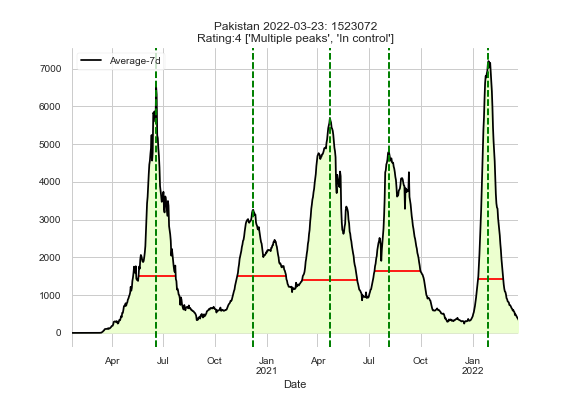 Pakistan 2022-03-23: 1523072
Rating:4 ['Multiple peaks', 'In control']
Average-7d
7000
6000
5000
4000
3000
2000
1000
0
Apr Jul Oct Jan Apr Jul Oct Jan
2021 2022
Date